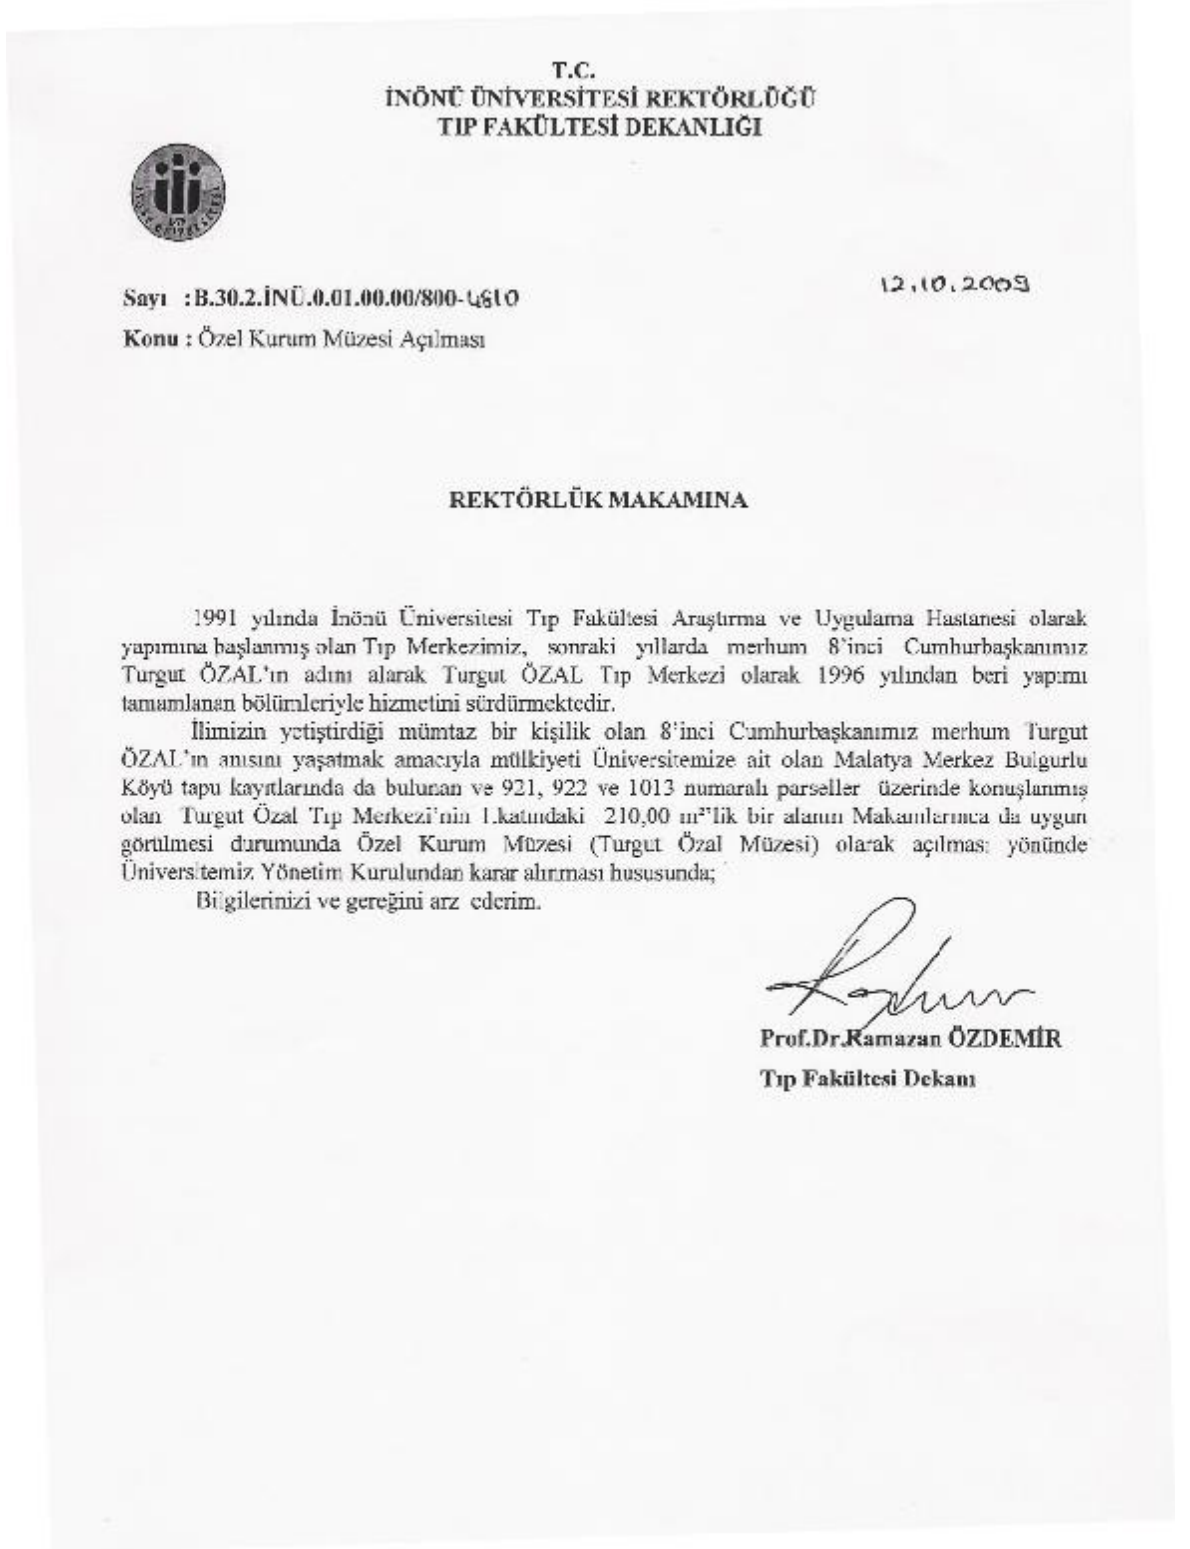 T.C.
İNÖNÜ ÜNİVERSİTESİ REKTÖRLÜĞÜ
TIP FAKÜLTESİ DEKANLIĞI
12.10.2009
Sayı : B.30.2.İNÜ.0.01.00.00/800-4810
Konu : Özel Kurum Müzesi Açılması
REKTÖRLÜK MAKAMINA
1991 yılında İnönü Üniversitesi Tıp Fakültesi Araştırma ve Uygulama Hastanesi olarak
yapımına başlanmış olan Tıp Merkezimiz, sonraki yıllarda merhum 8'inci Cumhurbaşkanımız
Turgut ÖZAL'ın adını alarak Turgut ÖZAL Tıp Merkezi olarak 1996 yılından beri yapımı
tamamlanan bölümleriyle hizmetini sürdürmektedir.
İlimizin yetiştirdiği mümtaz bir kişilik olan 8'inci Cumhurbaşkanımız merhum Turgut
ÖZAL'ın anısını yaşatmak amacıyla mülkiyeti Üniversitemize ait olan Malatya Merkez Bulgurlu
Köyü tapu kayıtlarında da bulunan ve 921, 922 ve 1013 numaralı parseller üzerinde konuşlanmış
olan Turgut Özal Tıp Merkezi'nin 1.katındaki 210,00 m²'lik bir alanın Makamlarınca da uygun
görülmesi durumunda Özel Kurum Müzesi (Turgut Özal Müzesi) olarak açılması yönünde
Üniversitemiz Yönetim Kurulundan karar alınması hususunda;
Bilgilerinizi ve gereğini arz ederim.
Prof.Dr.Ramazan ÖZDEMİR
Tıp Fakültesi Dekanı